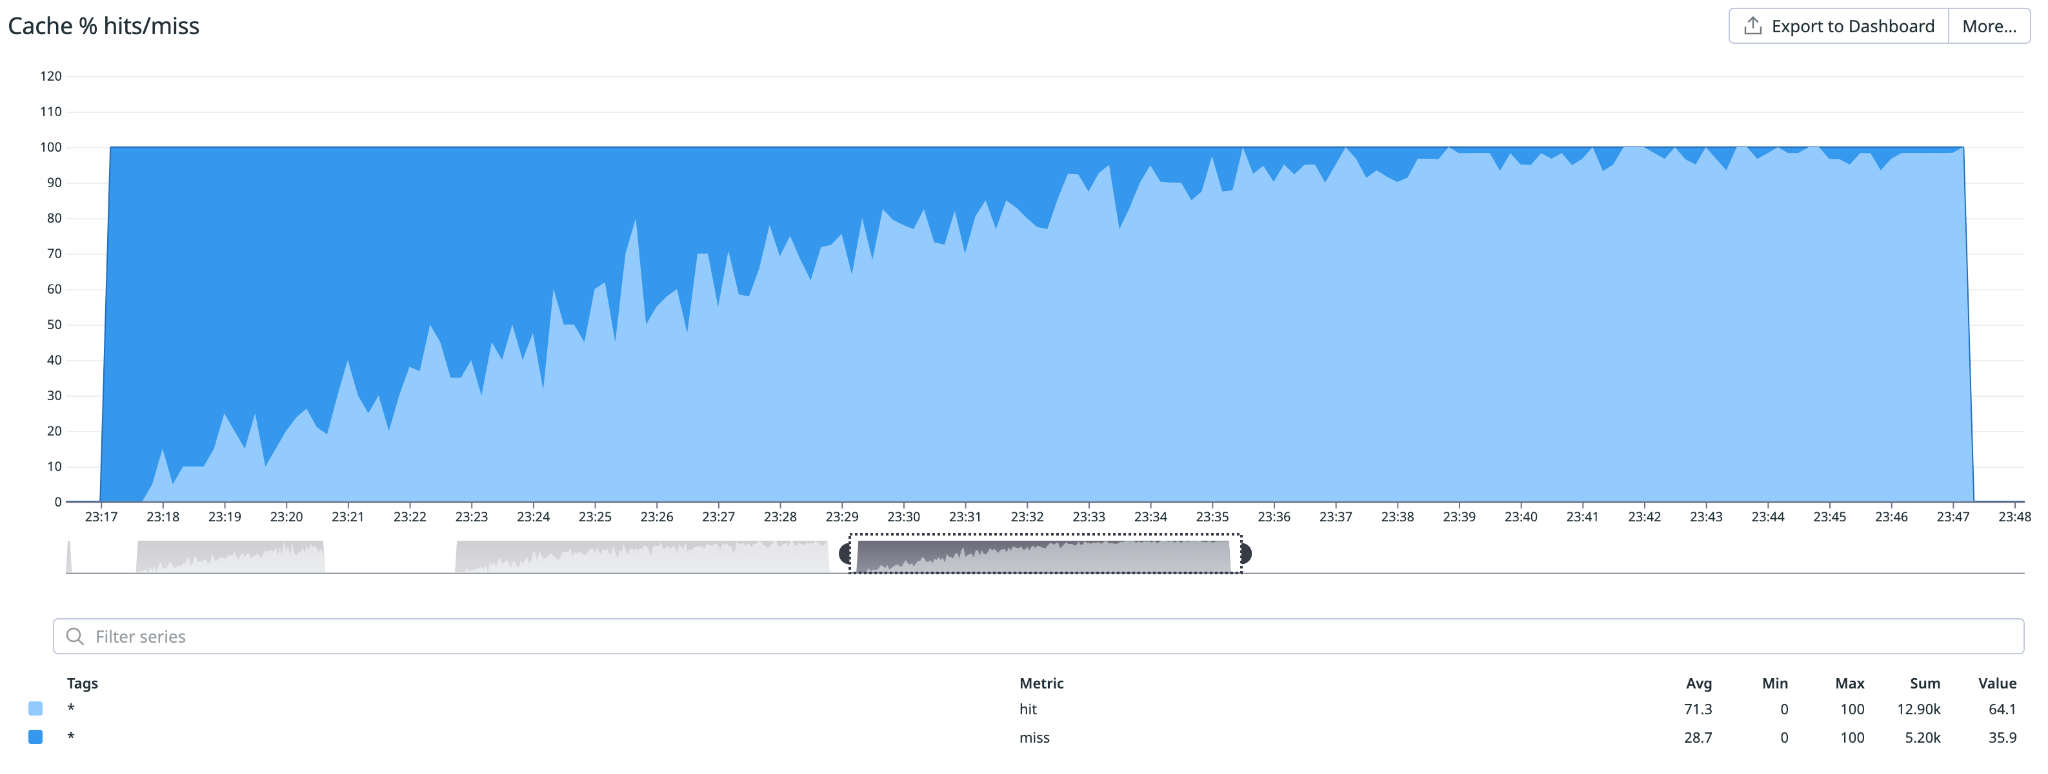 Cache % hits/miss
Export to Dashboard
More...
120
110
100
90
80
70
60
50
40
30
20
10
0
23:17 23:18 23:19 23:20 23:21 23:22 23:23 23:24 23:25 23:26 23:27 23:28 23:29 23:30 23:31 23:32 23:33 23:34 23:35 23:36 23:37 23:38 23:39 23:40 23:41 23:42 23:43 23:44 23:45 23:46 23:47 23:48
Filter series
Tags Metric Avg Min Max Sum Value
* hit 71.3 0 100 12.90k 64.1
* miss 28.7 0 100 5.20k 35.9